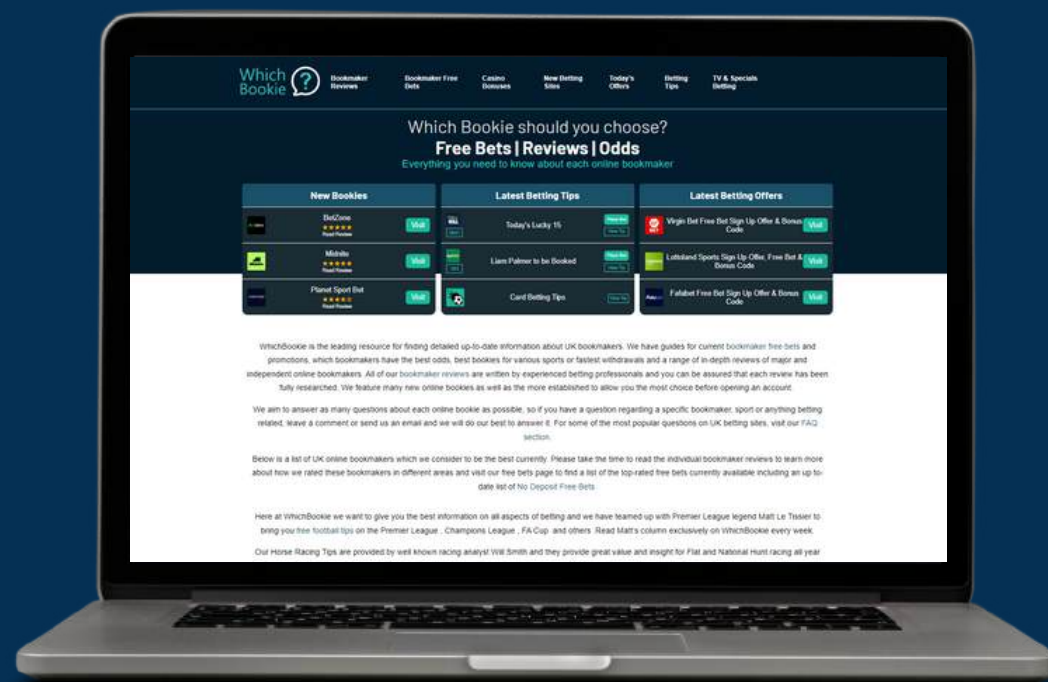 Which
Bookie
?
Bookmaker
Reviews
Bookmaker Free
Bets
Casino
Bonuses
New Betting
Sites
Today's
Offers
Betting
Tips
TV & Specials
Betting
Which Bookie should you choose?
Free Bets | Reviews | Odds
Everything you need to know about each online bookmaker
New Bookies
BetZone
Read Review
Visit
Midnite
Read Review
Visit
Planet Sport Bet
Read Review
Visit
Latest Betting Tips
Today's Lucky 15
Liam Palmer to be Booked
Card Betting Tips
Latest Betting Offers
Virgin Bet Free Bet Sign Up Offer & Bonus
Code
Visit
Lottoland Sports Sign Up Offer, Free Bet &
Bonus Code
Visit
Fafabet Free Bet Sign Up Offer & Bonus
Code
Visit
WhichBookie is the leading resource for finding detailed up-to-date information about UK bookmakers. We have guides for current bookmaker free bets and
promotions, which bookmakers have the best odds, best bookies for various sports or fastest withdrawals and a range of in-depth reviews of major and
independent online bookmakers. All of our bookmaker reviews are written by experienced betting professionals and you can be assured that each review has been
fully researched. We feature many new online bookies as well as the more established to allow you the most choice before opening an account.
We aim to answer as many questions about each online bookie as possible, so if you have a question regarding a specific bookmaker, sport or anything betting
related, leave a comment or send us an email and we will do our best to answer it. For some of the most popular questions on UK betting sites, visit our FAQ
section.
Below is a list of UK online bookmakers which we consider to be the best currently. Please take the time to read the individual bookmaker reviews to learn more
about how we rated these bookmakers in different areas and visit our free bets page to find a list of the top-rated free bets currently available including an up to-
date list of No Deposit Free Bets
Here at WhichBookie we want to give you the best information on all aspects of betting and we have teamed up with Premier League legend Matt Le Tissier to
bring you free football tips on the Premier League , Champions League , FA Cup and others. Read Matt's column exclusively on WhichBookie every week.
Our Horse Racing Tips are provided by well known racing analyst Will Smith and they provide great value and insight for Flat and National Hunt racing all year